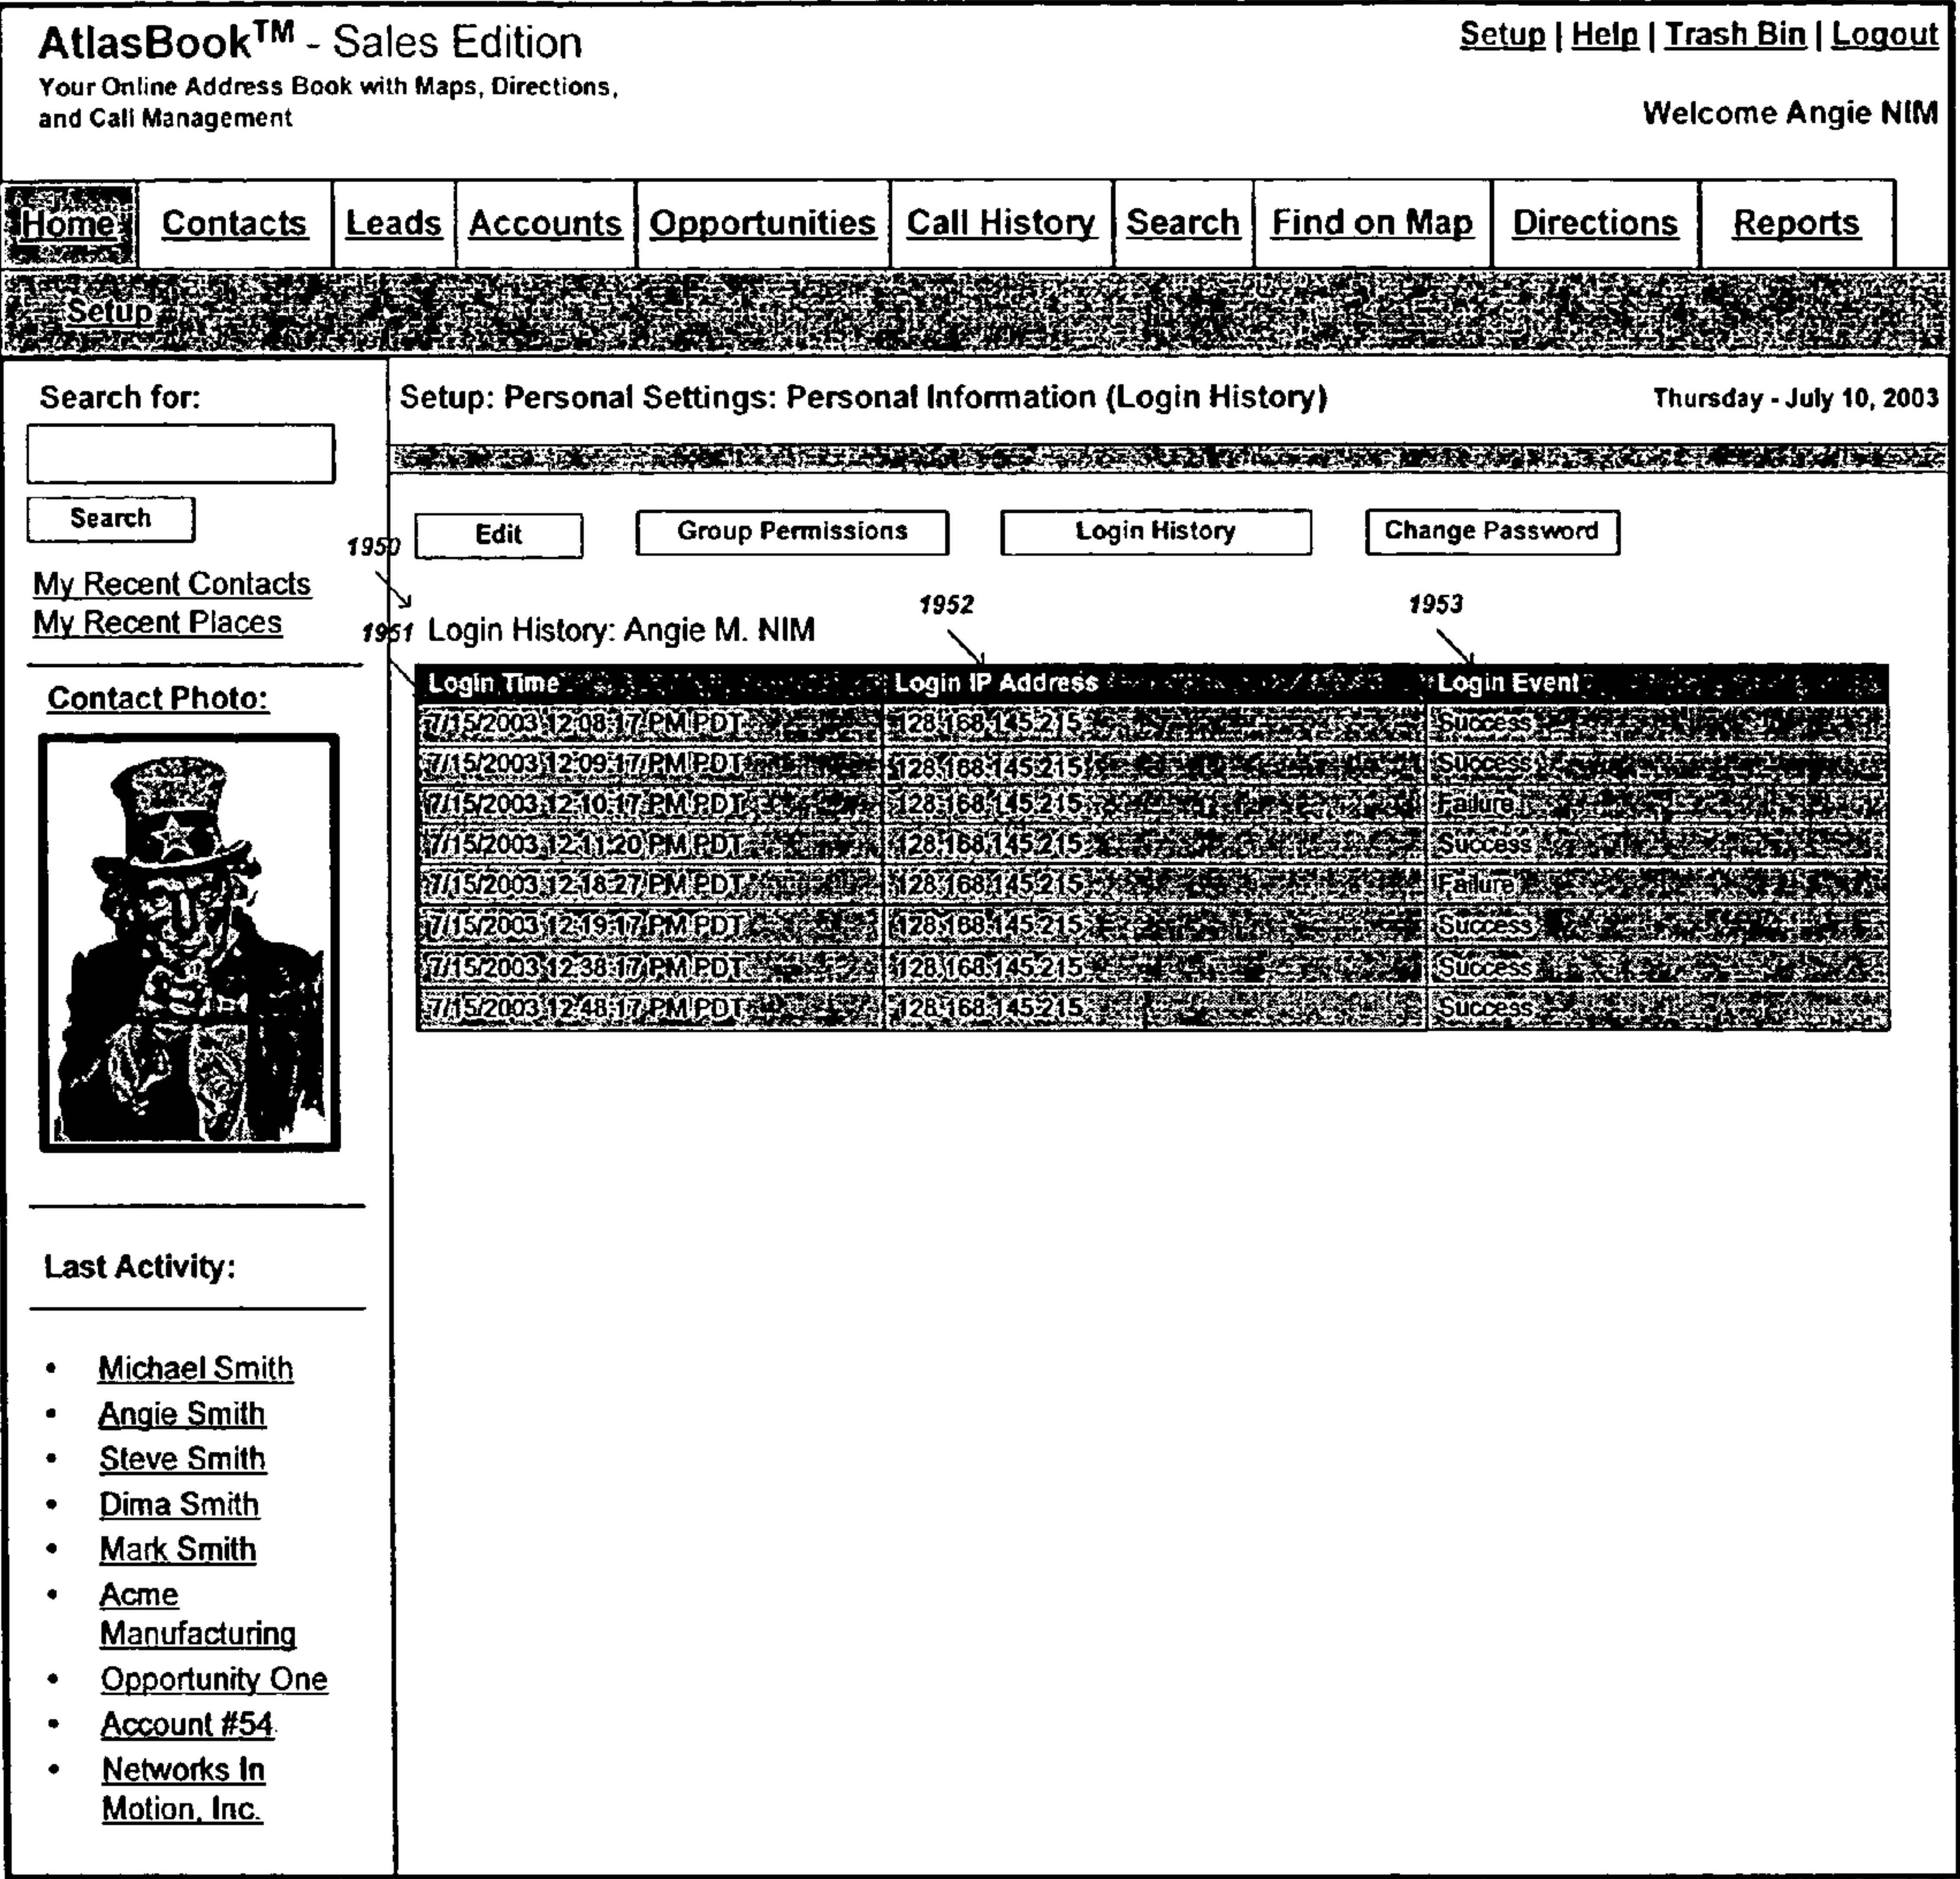 AtlasBook™ - Sales Edition
Your Online Address Book with Maps, Directions,
and Call Management
Setup | Help | Trash Bin | Logout
Welcome Angie NIM
Home Contacts Leads Accounts Opportunities Call History Search Find on Map Directions Reports
Setup
Search for:
Search
My Recent Contacts
My Recent Places
Contact Photo:
Last Activity:
• Michael Smith
• Angie Smith
• Steve Smith
• Dima Smith
• Mark Smith
• Acme
Manufacturing
• Opportunity One
• Account #54
• Networks In
Motion, Inc.
Setup: Personal Settings: Personal Information (Login History) Thursday - July 10, 2003
Edit Group Permissions Login History Change Password
1950
1952 1953
1951 Login History: Angie M. NIM
Login Time Login IP Address Login Event
7/15/2003 12:08:17 PM PDT 128.168.145.215 Success
7/15/2003 12:09:17 PM PDT 128.168.145.215 Success
7/15/2003 12:10:17 PM PDT 128.168.145.215 Failure
7/15/2003 12:11:20 PM PDT 128.168.145.215 Success
7/15/2003 12:18:27 PM PDT 128.168.145.215 Failure
7/15/2003 12:19:17 PM PDT 128.168.145.215 Success
7/15/2003 12:38:17 PM PDT 128.168.145.215 Success
7/15/2003 12:48:17 PM PDT 128.168.145.215 Success